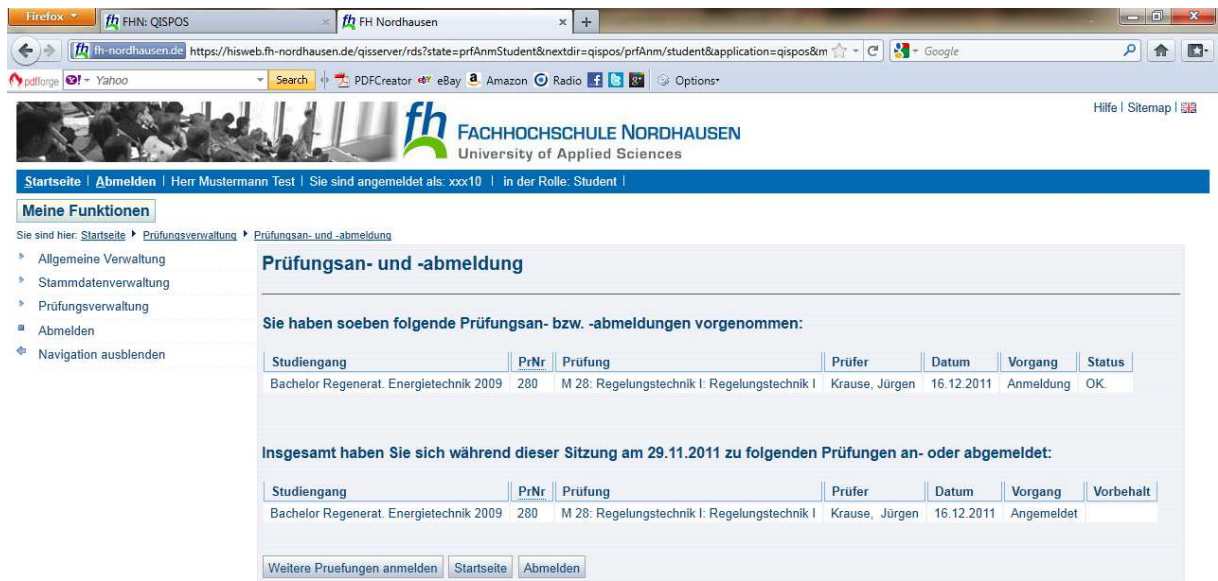 Firefox
FHN: QISPOS
FH Nordhausen
fh-nordhausen.de https://hisweb.fh-nordhausen.de/qisserver/rds?state=prfAnmStudent&nextdir=qispos/prfAnm/student&application=qispos&m
Google
pdfforge Yahoo Search PDFCreator eBay Amazon Radio Options
Hilfe | Sitemap |
fh FACHHOCHSCHULE NORDHAUSEN
University of Applied Sciences
Startseite | Abmelden | Herr Mustermann Test | Sie sind angemeldet als: xxx10 | in der Rolle: Student |
Meine Funktionen
Sie sind hier: Startseite Prüfungsverwaltung Prüfungsan- und -abmeldung
Allgemeine Verwaltung
Stammdatenverwaltung
Prüfungsverwaltung
Abmelden
Navigation ausblenden
Prüfungsan- und -abmeldung
Sie haben soeben folgende Prüfungsan- bzw. -abmeldungen vorgenommen:
Studiengang PrNr Prüfung Prüfer Datum Vorgang Status
Bachelor Regenerat. Energietechnik 2009 280 M 28: Regelungstechnik I: Regelungstechnik I Krause, Jürgen 16.12.2011 Anmeldung OK.
Insgesamt haben Sie sich während dieser Sitzung am 29.11.2011 zu folgenden Prüfungen an- oder abgemeldet:
Studiengang PrNr Prüfung Prüfer Datum Vorgang Vorbehalt
Bachelor Regenerat. Energietechnik 2009 280 M 28: Regelungstechnik I: Regelungstechnik I Krause, Jürgen 16.12.2011 Angemeldet
Weitere Pruefungen anmelden Startseite Abmelden